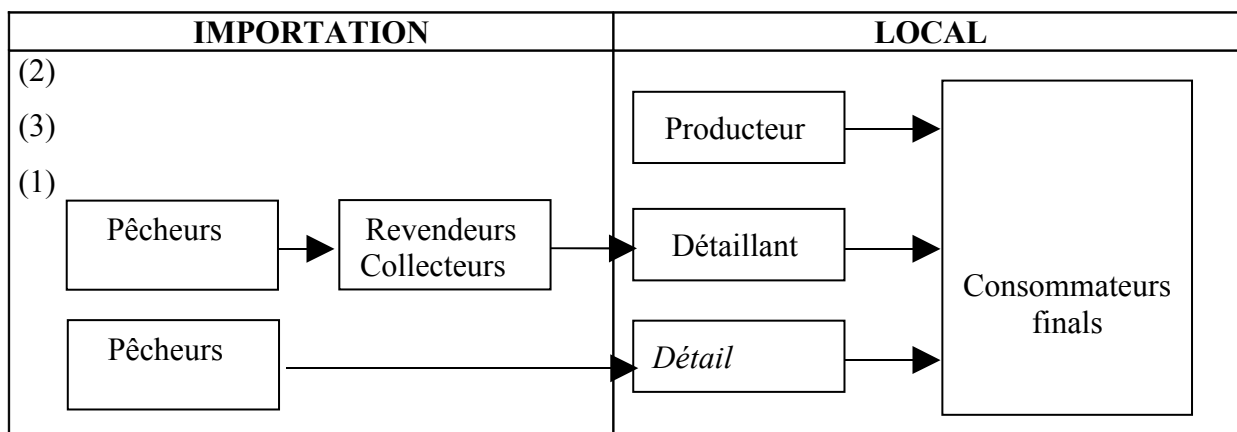 IMPORTATION
LOCAL
(2)
(3)
(1)
Producteur
Pêcheurs
Revendeurs
Collecteurs
Détaillant
Consommateurs
finals
Pêcheurs
Détail